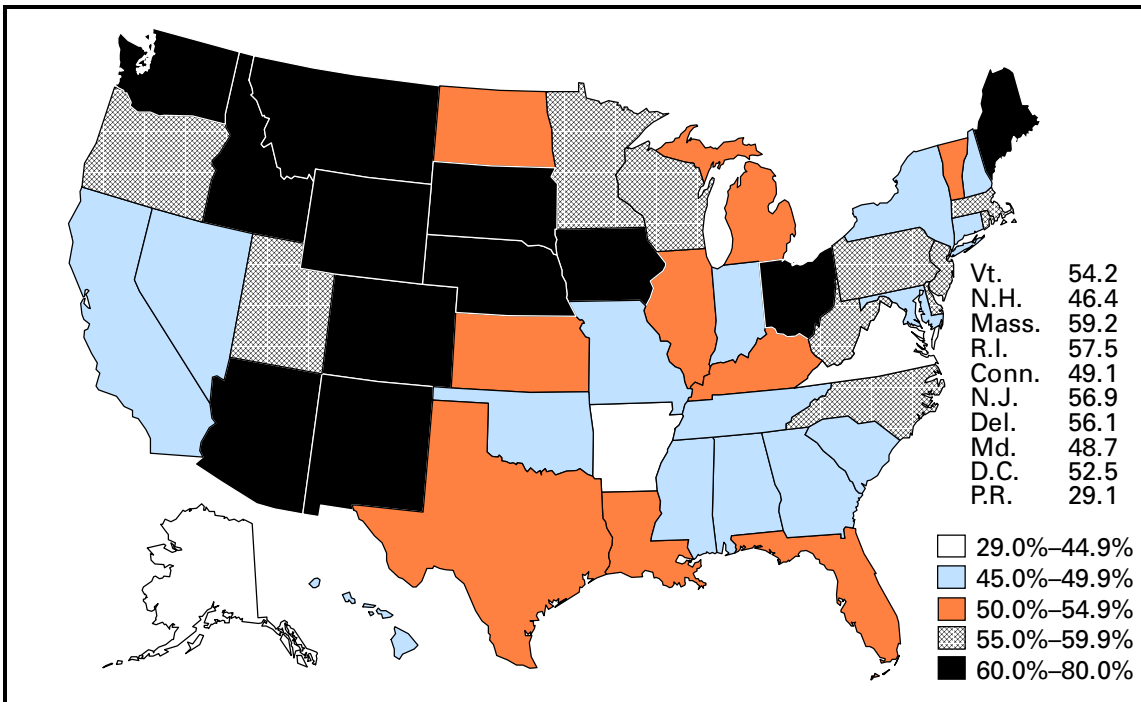 Vt. 54.2
N.H. 46.4
Mass. 59.2
R.I. 57.5
Conn. 49.1
N.J. 56.9
Del. 56.1
Md. 48.7
D.C. 52.5
P.R. 29.1
29.0%–44.9%
45.0%–49.9%
50.0%–54.9%
55.0%–59.9%
60.0%–80.0%